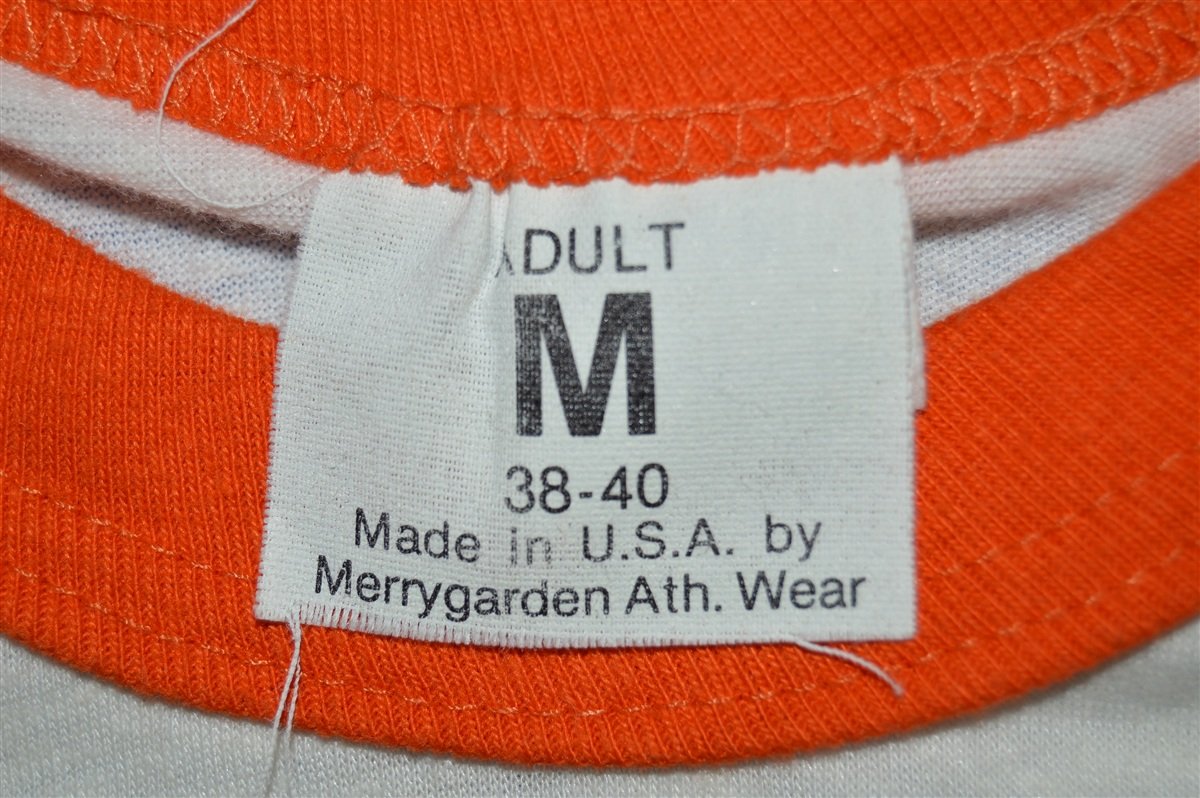 ADULT
M
38-40
Made in U.S.A. by
Merrygarden Ath. Wear